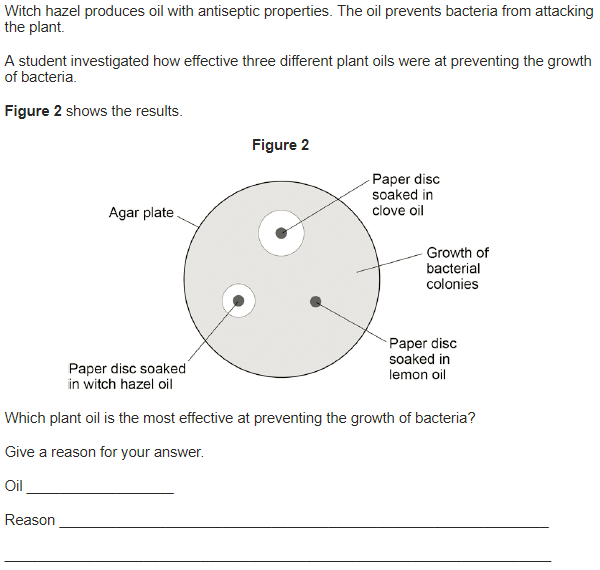 Witch hazel produces oil with antiseptic properties. The oil prevents bacteria from attacking
the plant.
A student investigated how effective three different plant oils were at preventing the growth
of bacteria.
Figure 2 shows the results.
Figure 2
Paper disc
soaked in
clove oil
Agar plate
Growth of
bacterial
colonies
Paper disc
soaked in
lemon oil
Paper disc soaked
in witch hazel oil
Which plant oil is the most effective at preventing the growth of bacteria?
Give a reason for your answer.
Oil
Reason